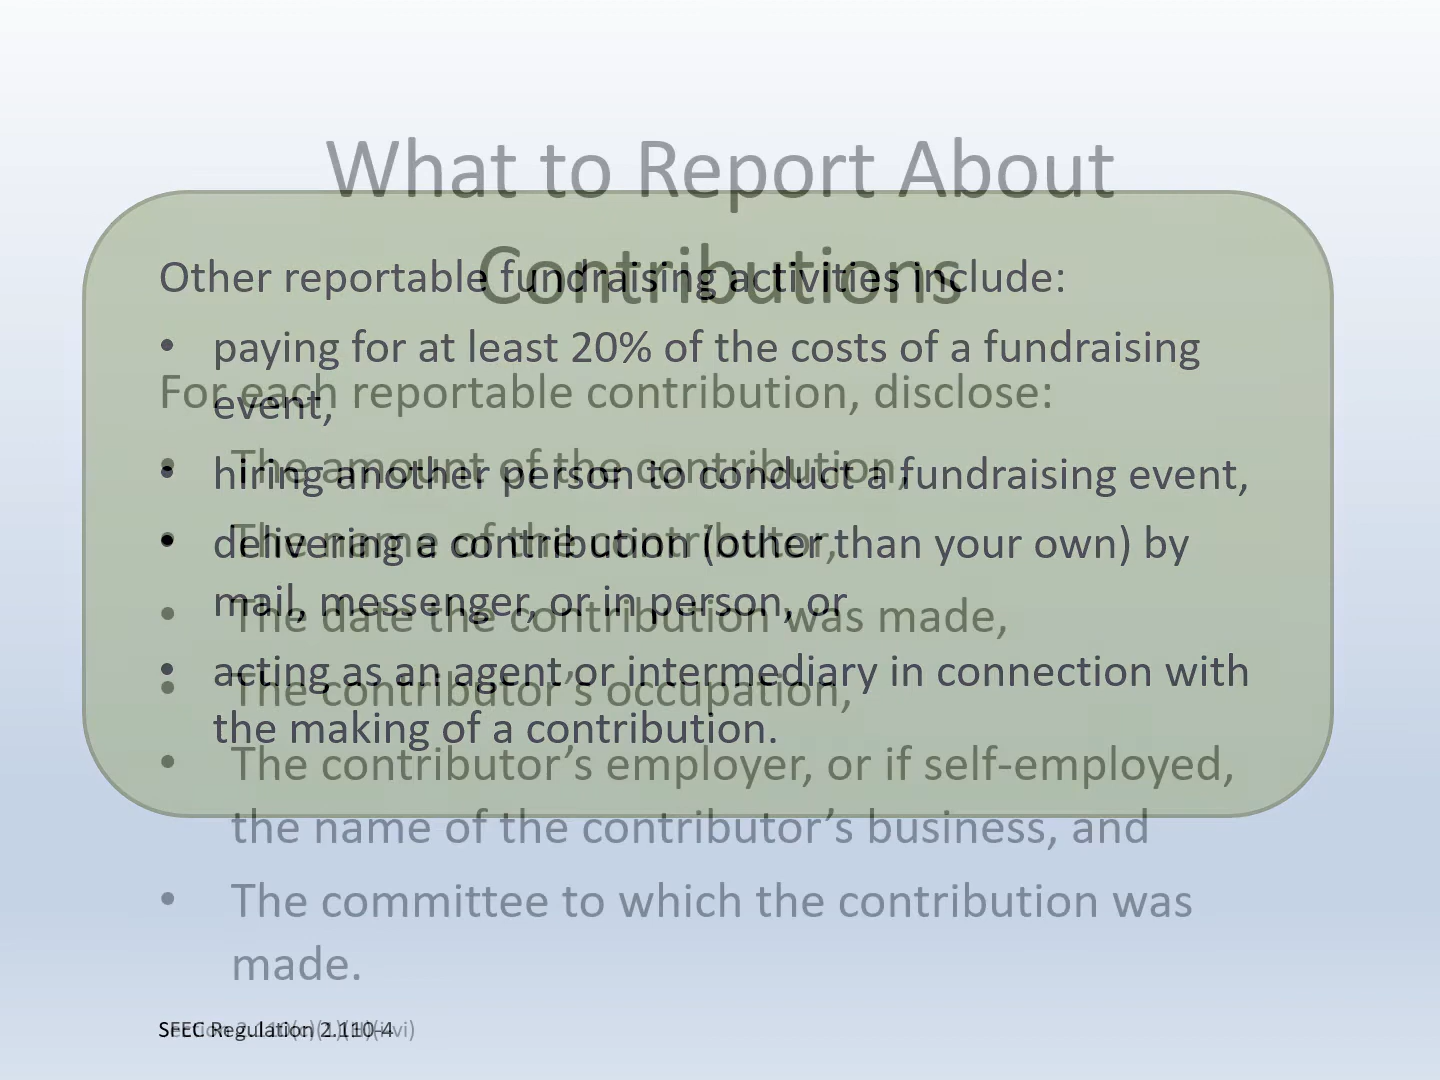 What to Report About
Contributions
For each reportable contribution, disclose:
• The amount of the contribution,
• The name of the contributor,
• The date the contribution was made,
• The contributor’s occupation,
• The contributor’s employer, or if self-employed,
the name of the contributor’s business, and
• The committee to which the contribution was
made.
Other reportable fundraising activities include:
• paying for at least 20% of the costs of a fundraising
event,
• hiring another person to conduct a fundraising event,
• delivering a contribution (other than your own) by
mail, messenger, or in person, or
• acting as an agent or intermediary in connection with
the making of a contribution.
SEEC Regulation 2.110-4